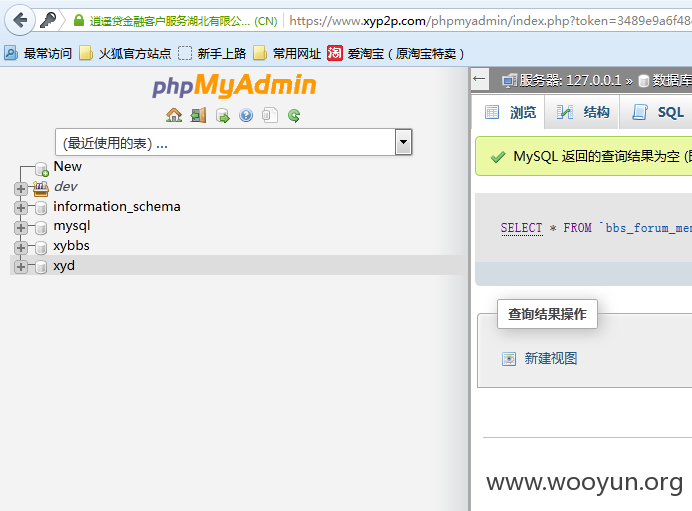 逍遥贷金融客户服务湖北有限公... (CN) https://www.xyp2p.com/phpmyadmin/index.php?token=3489e9a6f48
最常访问 火狐官方站点 新手上路 常用网址 淘 爱淘宝（原淘宝特卖）
phpMyAdmin
服务器: 127.0.0.1 » 数据库
(最近使用的表) ...
浏览 结构 SQL
New
dev
information_schema
mysql
xybbs
xyd
MySQL 返回的查询结果为空 (即
SELECT * FROM `bbs_forum_mem
查询结果操作
新建视图
www.wooyun.org